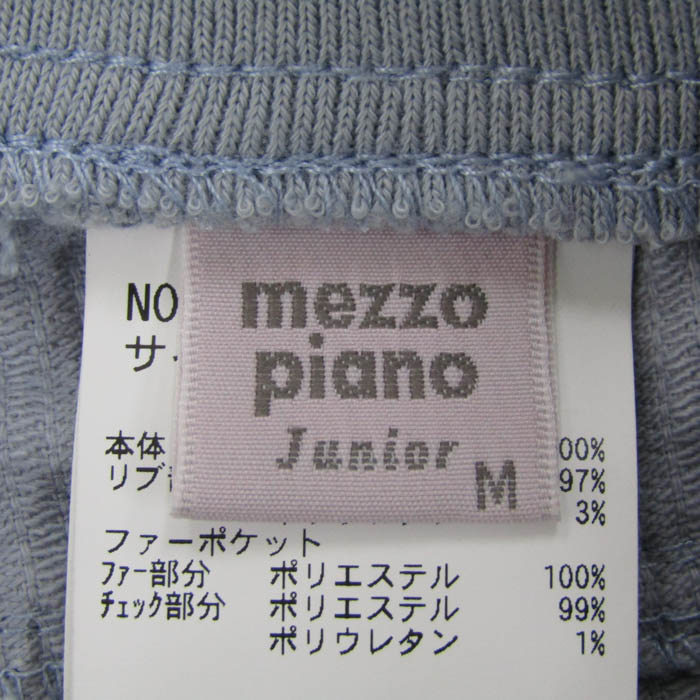 mezzo
piano
Junior
M
NO
サイ
本体 00%
リブ部 97%
3%
ファーポケット
ファー部分 ポリエステル 100%
チェック部分 ポリエステル 99%
ポリウレタン 1%